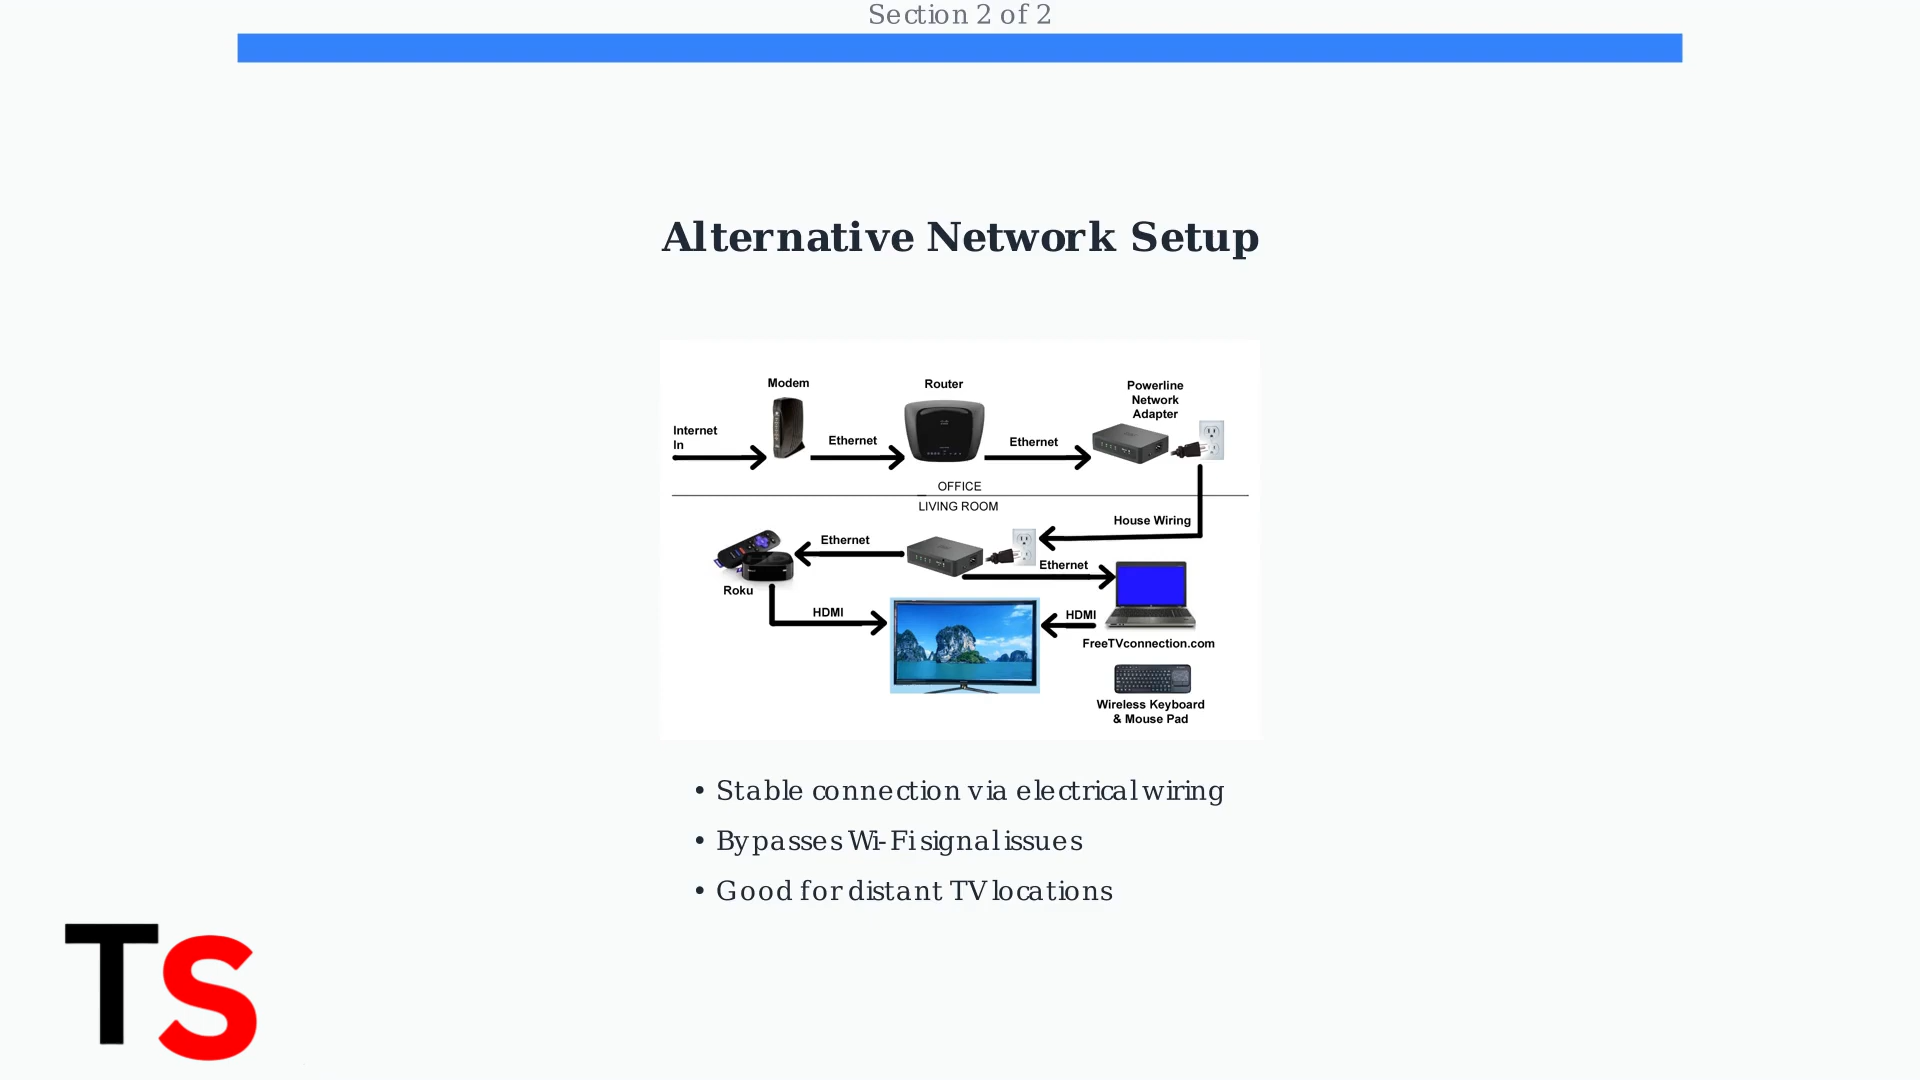 Section 2 of 2
Alternative Network Setup
Modem
Router
Powerline
Network
Adapter
Internet
In
Ethernet
Ethernet
OFFICE
LIVING ROOM
House Wiring
Ethernet
Ethernet
Roku
HDMI
HDMI
FreeTVconnection.com
Wireless Keyboard
& Mouse Pad
• Stable connection via electrical wiring
• Bypasses Wi-Fi signal issues
• Good for distant TV locations
TS